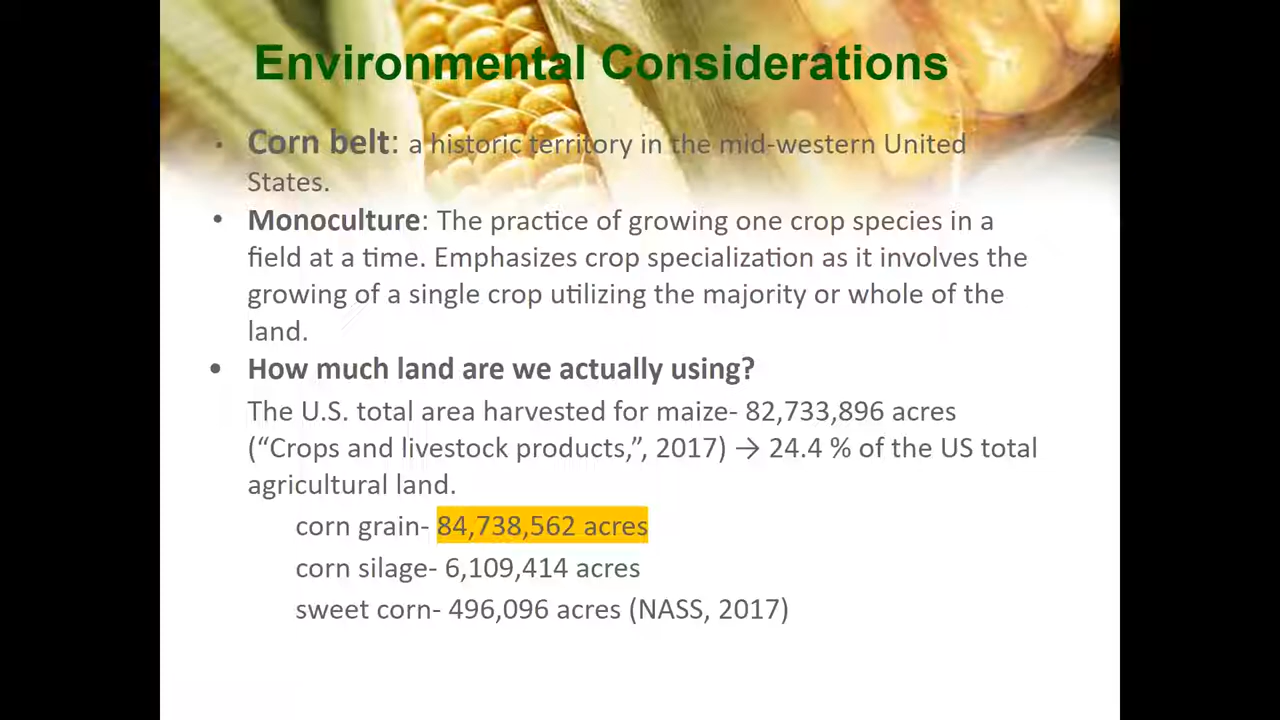 Environmental Considerations
• Corn belt: a historic territory in the mid-western United
States.
• Monoculture: The practice of growing one crop species in a
field at a time. Emphasizes crop specialization as it involves the
growing of a single crop utilizing the majority or whole of the
land.
• How much land are we actually using?
The U.S. total area harvested for maize- 82,733,896 acres
(“Crops and livestock products,”, 2017) → 24.4 % of the US total
agricultural land.
corn grain- 84,738,562 acres
corn silage- 6,109,414 acres
sweet corn- 496,096 acres (NASS, 2017)